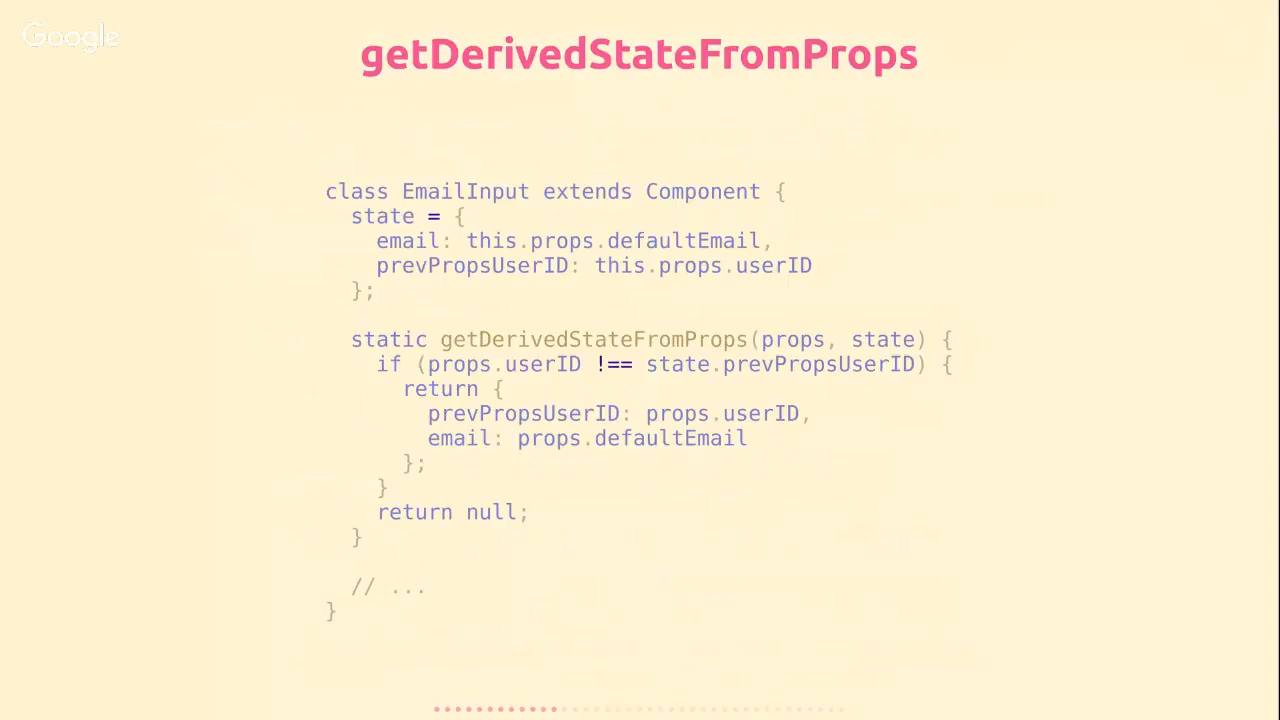 Google
getDerivedStateFromProps
class EmailInput extends Component {
  state = {
    email: this.props.defaultEmail,
    prevPropsUserID: this.props.userID
  };

  static getDerivedStateFromProps(props, state) {
    if (props.userID !== state.prevPropsUserID) {
      return {
        prevPropsUserID: props.userID,
        email: props.defaultEmail
      };
    }
    return null;
  }

  // ...
}